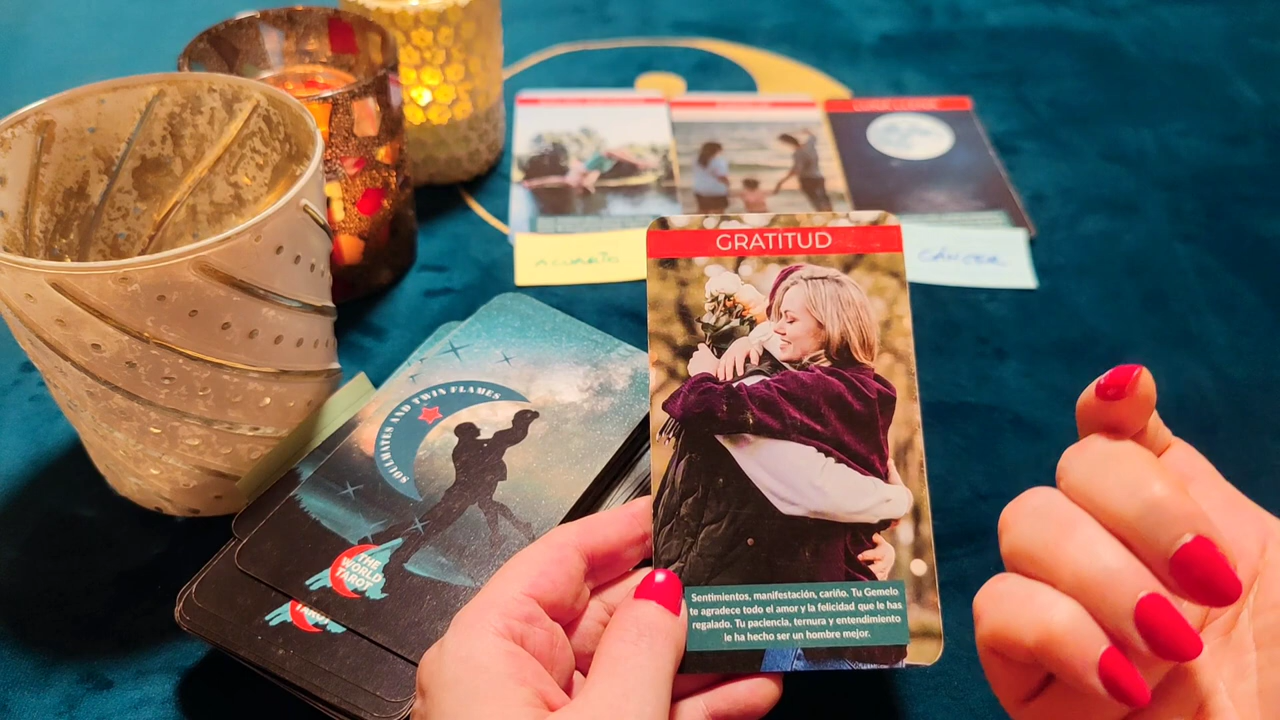 GRATITUD
Sentimientos, manifestación, cariño. Tu Gemelo
te agradece todo el amor y la felicidad que le has
regalado. Tu paciencia, ternura y entendimiento
le ha hecho ser un hombre mejor.
ACUARIO
CÁNCER
SOULMATES AND TWIN FLAMES
THE
WORLD
TAROT
TAROT